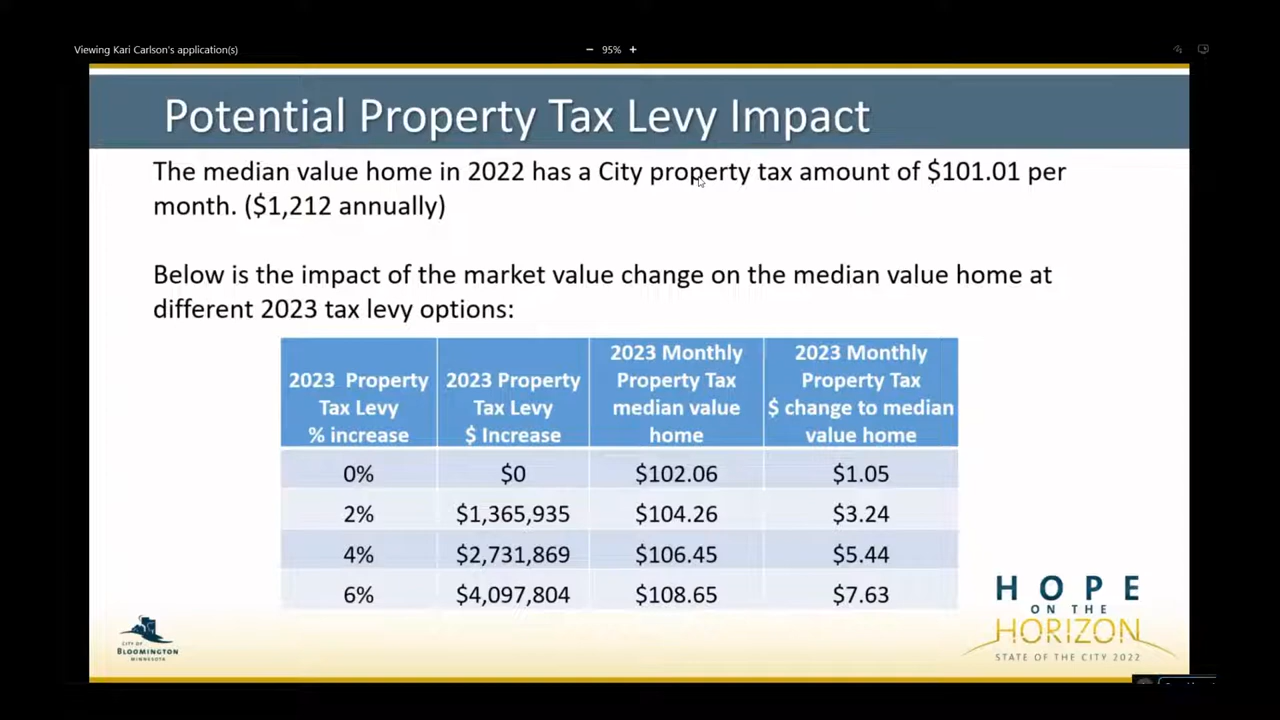 Viewing Kari Carlson's application(s)
− 95% +
Potential Property Tax Levy Impact
The median value home in 2022 has a City property tax amount of $101.01 per
month. ($1,212 annually)
Below is the impact of the market value change on the median value home at
different 2023 tax levy options:
2023 Property Tax Levy % increase
2023 Property Tax Levy $ Increase
2023 Monthly Property Tax median value home
2023 Monthly Property Tax $ change to median value home
0% $0 $102.06 $1.05
2% $1,365,935 $104.26 $3.24
4% $2,731,869 $106.45 $5.44
6% $4,097,804 $108.65 $7.63
CITY OF
BLOOMINGTON
MINNESOTA
HOPE
ON THE
HORIZON
STATE OF THE CITY 2022